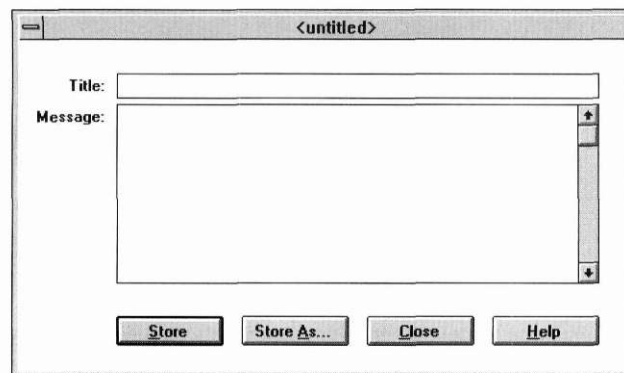 <untitled>
Title:
Message:
Store
Store As...
Close
Help